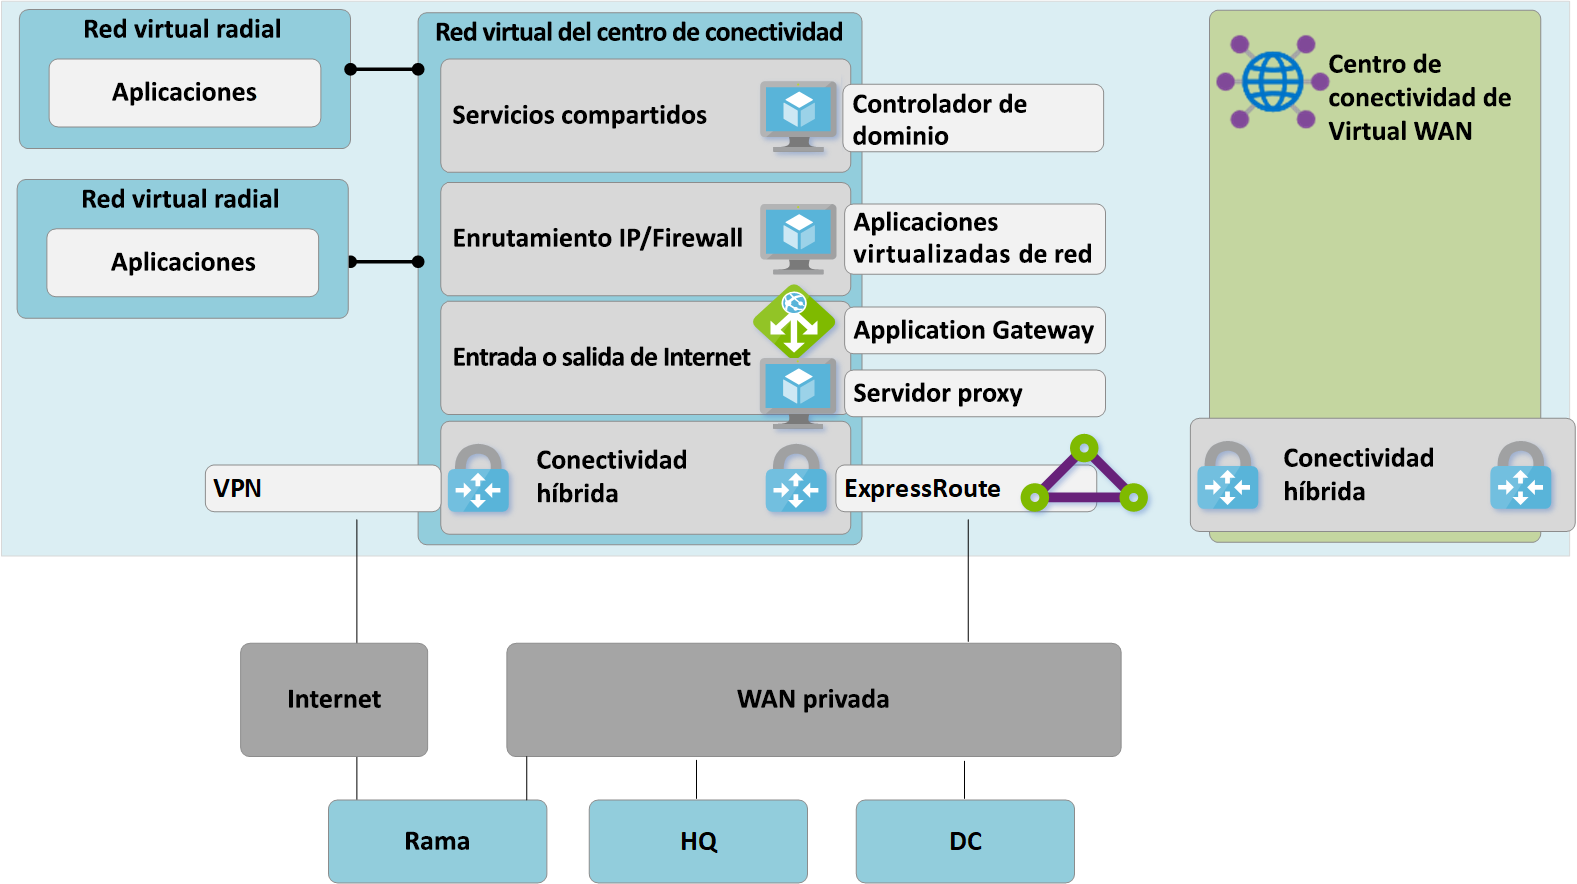 Red virtual radial
Aplicaciones
Red virtual radial
Aplicaciones
Red virtual del centro de conectividad
Servicios compartidos
Controlador de
dominio
Enrutamiento IP/Firewall
Aplicaciones
virtualizadas de red
Entrada o salida de Internet
Application Gateway
Servidor proxy
VPN
Conectividad
híbrida
ExpressRoute
Centro de
conectividad de
Virtual WAN
Conectividad
híbrida
Internet
WAN privada
Rama
HQ
DC